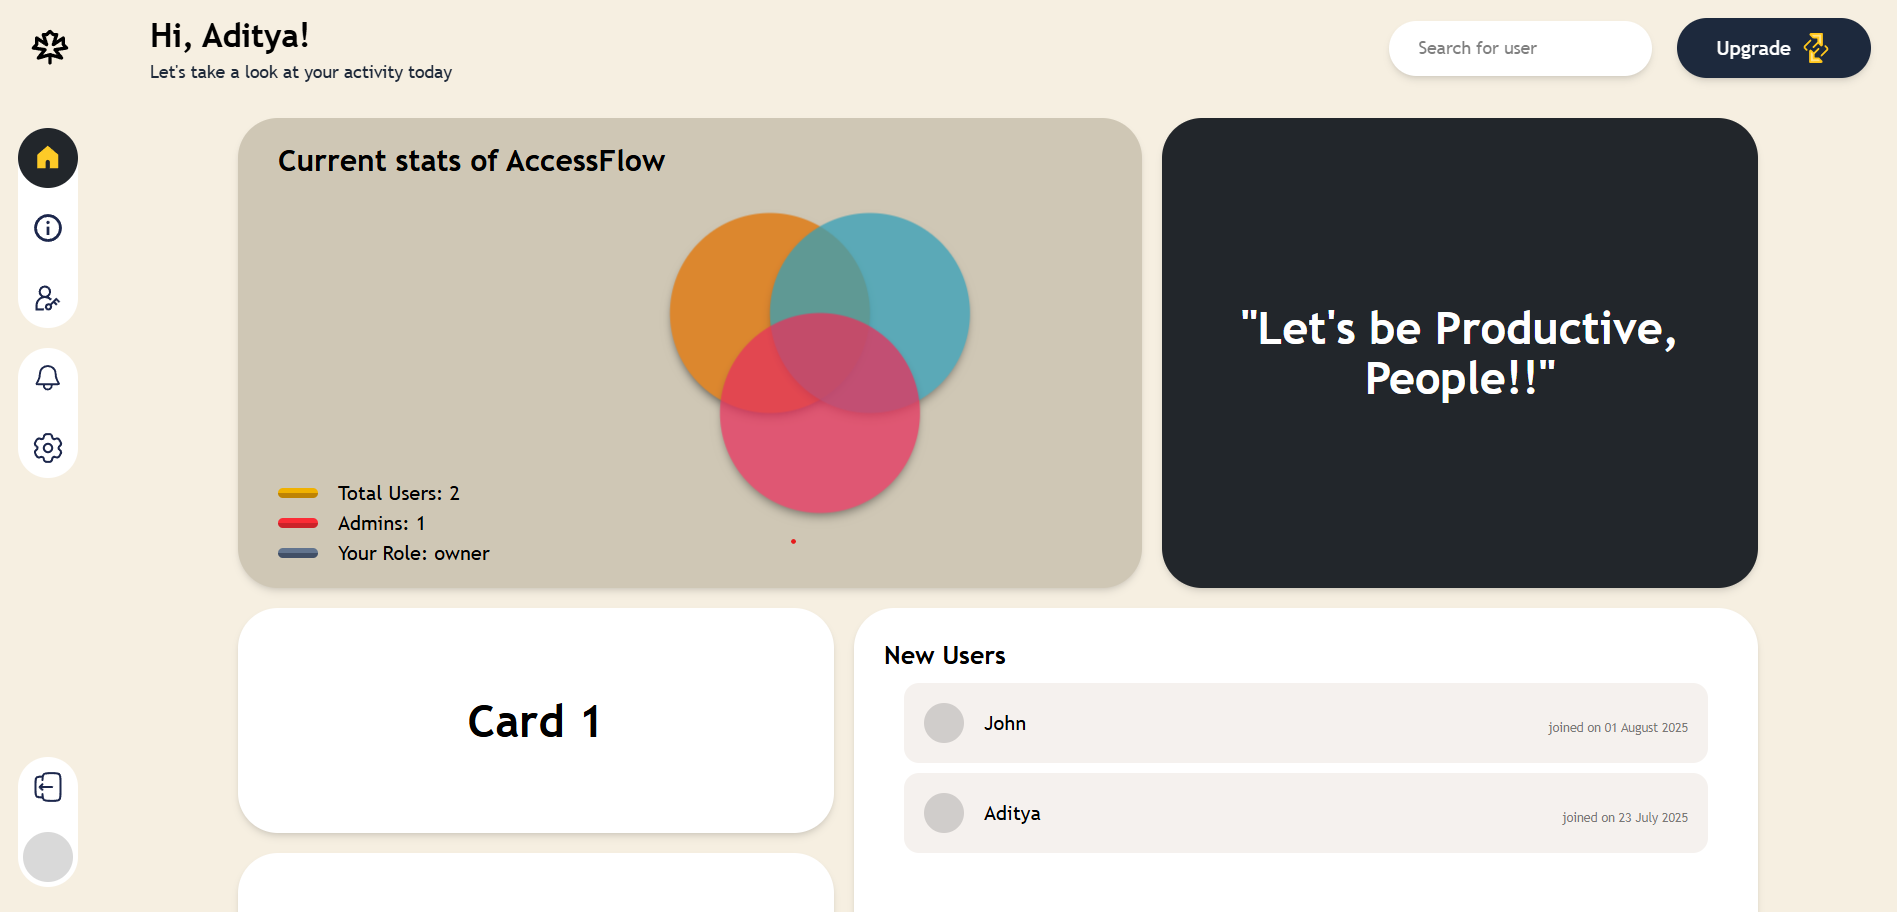 Hi, Aditya!
Let's take a look at your activity today
Search for user
Upgrade
Current stats of AccessFlow
Total Users: 2
Admins: 1
Your Role: owner
"Let's be Productive,
People!!"
Card 1
New Users
John
joined on 01 August 2025
Aditya
joined on 23 July 2025